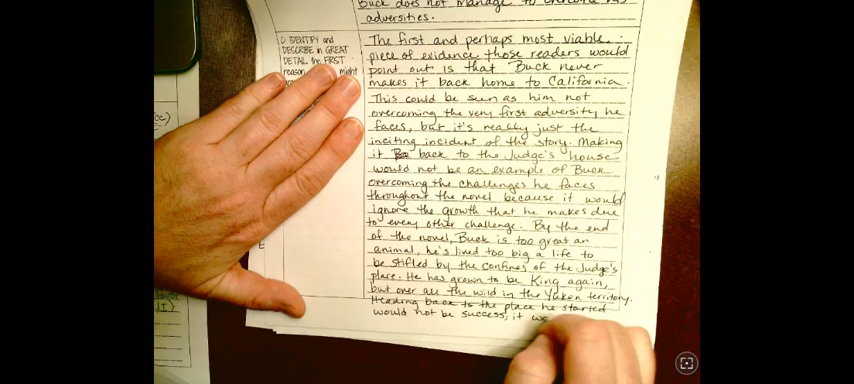 Buck does not manage to overcome his
adversities.
C. IDENTIFY and
DESCRIBE in GREAT
DETAIL the FIRST
reason might
The first and perhaps most viable
piece of evidence those readers would
point out is that Buck never
makes it back home to California.
This could be seen as him not
overcoming the very first adversity he
faces, but it's really just the
inciting incident of the story. Making
it back to the Judge's house
would not be an example of Buck
overcoming the challenges he faces
throughout the novel because it would
ignore the growth that he makes due
to every other challenge. By the end
of the novel, Buck is too great an
animal, he's lived too big a life to
be stifled by the confines of the Judge's
place. He has grown to be King again,
but over all the wild in the Yukon territory.
Heading back to the place he started
would not be success; it